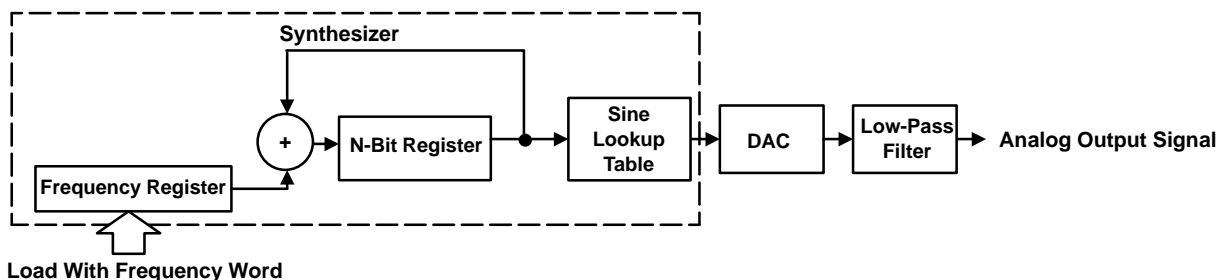 Synthesizer
+
N-Bit Register
Sine
Lookup
Table
DAC
Low-Pass
Filter
Analog Output Signal
Frequency Register
Load With Frequency Word